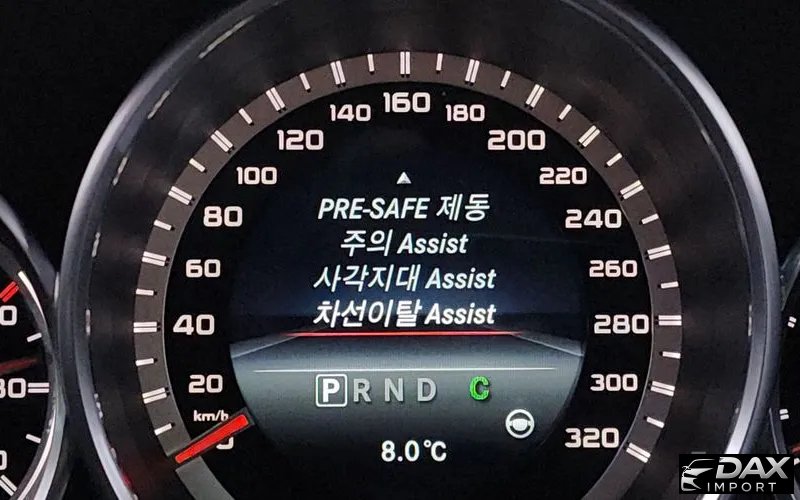 160
140 180
120 200
100 220
PRE-SAFE 제동
80 240
주의 Assist
60 260
사각지대 Assist
차선이탈 Assist
40 280
P R N D C
20 300
km/h
320
8.0°C
DAX
IMPORT